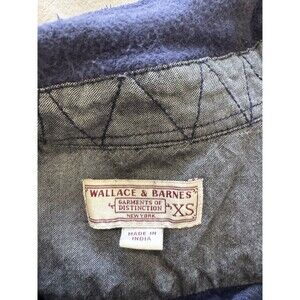 WALLACE & BARNES
GARMENTS OF
DISTINCTION
XS
NEW YORK
MADE IN
INDIA